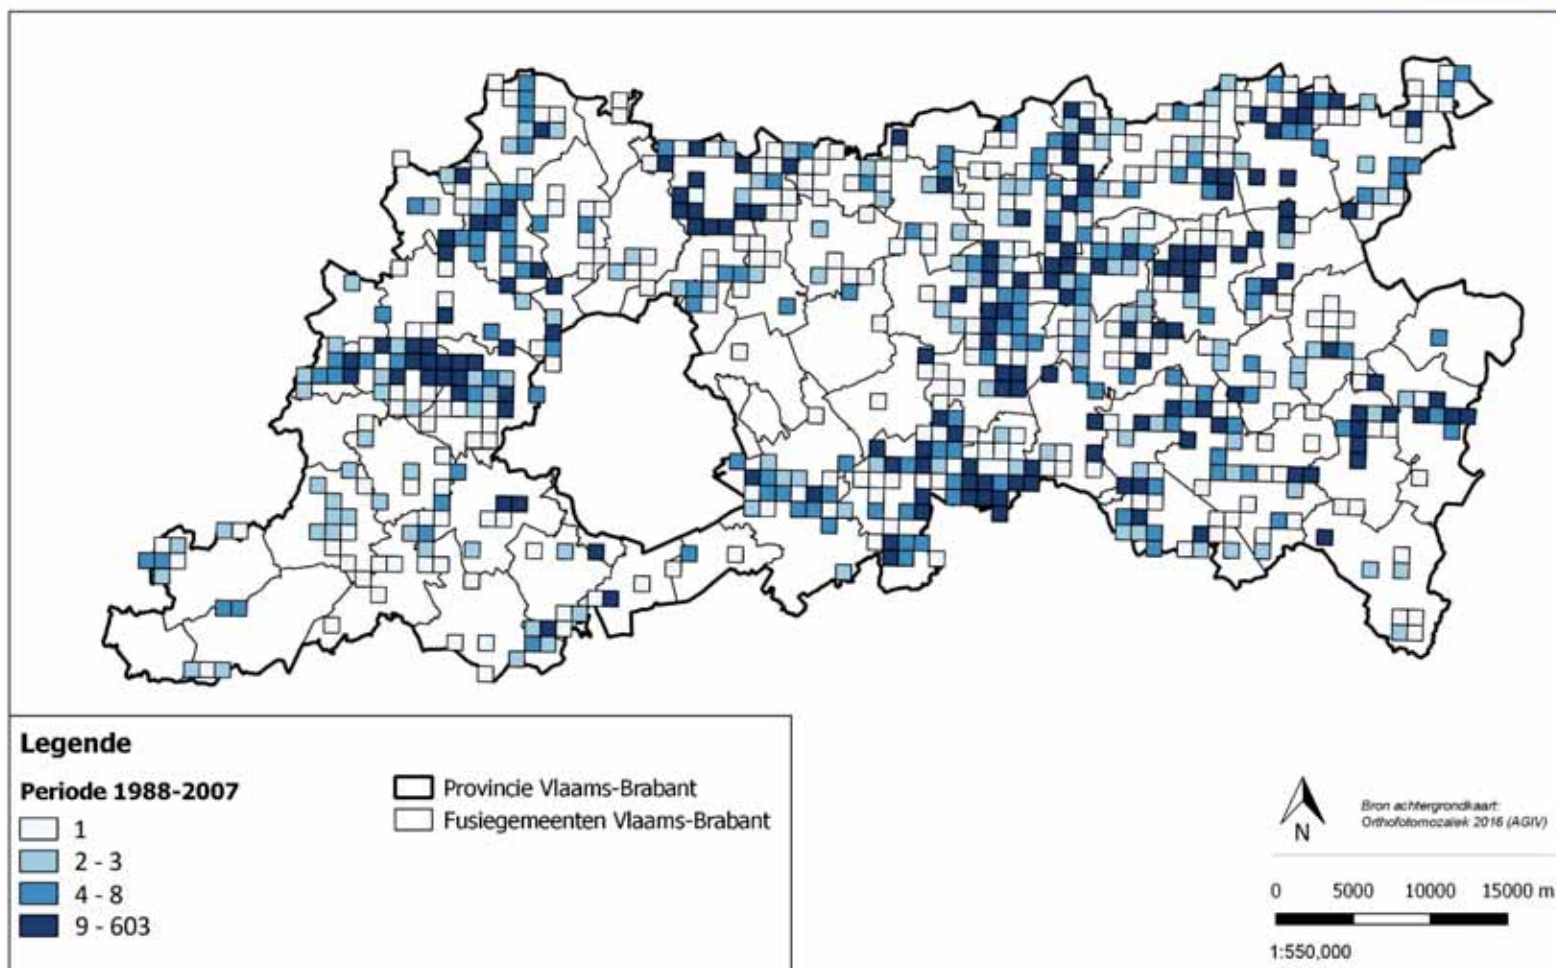 Legende
Periode 1988-2007
1
2 - 3
4 - 8
9 - 603
Provincie Vlaams-Brabant
Fusiegemeenten Vlaams-Brabant
N
Bron achtergrondkaart:
Orthofotomozaïek 2016 (AGIV)
0 5000 10000 15000 m
1:550,000